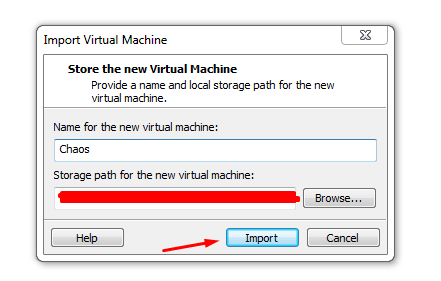 Import Virtual Machine
Store the new Virtual Machine
Provide a name and local storage path for the new
virtual machine.
Name for the new virtual machine:
Chaos
Storage path for the new virtual machine:
Browse...
Help
Import
Cancel